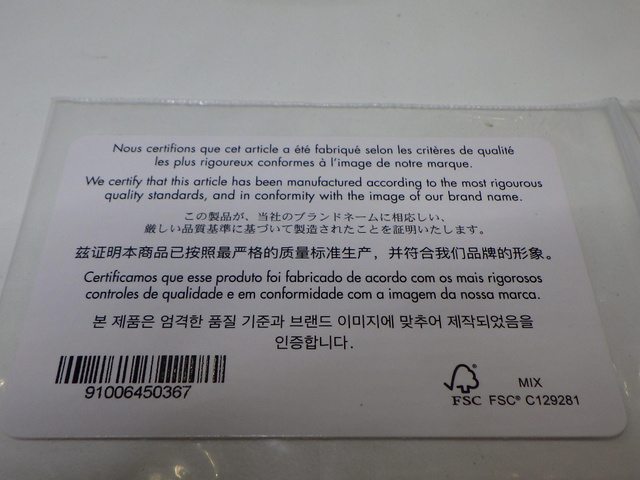 Nous certifions que cet article a été fabriqué selon les critères de qualité
les plus rigoureux conformes à l'image de notre marque.
We certify that this article has been manufactured according to the most rigourous
quality standards, and in conformity with the image of our brand name.
この製品が、当社のブランドネームに相応しい、
厳しい品質基準に基づいて製造されたことを証明いたします。
兹证明本商品已按照最严格的质量标准生产，并符合我们品牌的形象。
Certificamos que esse produto foi fabricado de acordo com os mais rigorosos
controles de qualidade e em conformidade com a imagem da nossa marca.
본 제품은 엄격한 품질 기준과 브랜드 이미지에 맞추어 제작되었음을
인증합니다.
91006450367
MIX
FSC FSC® C129281